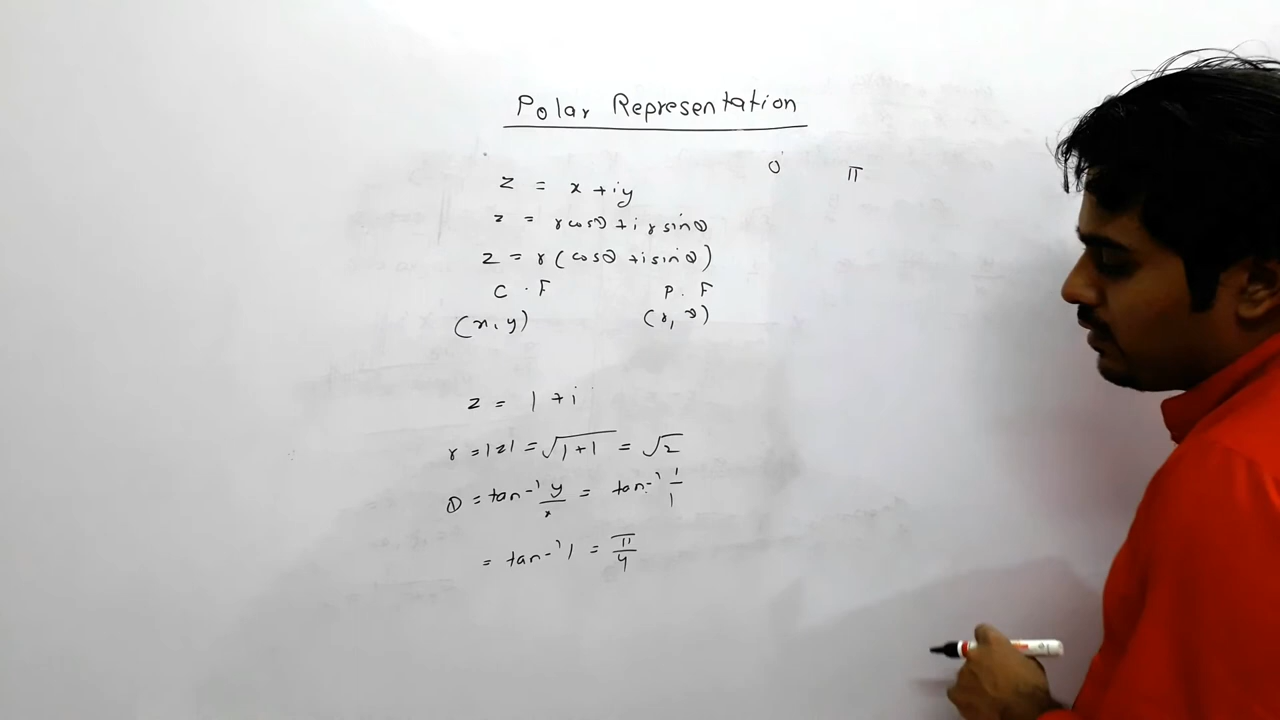 Polar Representation
0 π
z = x + iy
z = r cosθ + i r sinθ
z = r (cosθ + i sinθ)
C . F P . F
(x, y) (r, θ)
z = 1 + i
r = |z| = √1+1 = √2
θ = tan-1 y/x = tan-1 1/1
= tan-1 1 = π/4